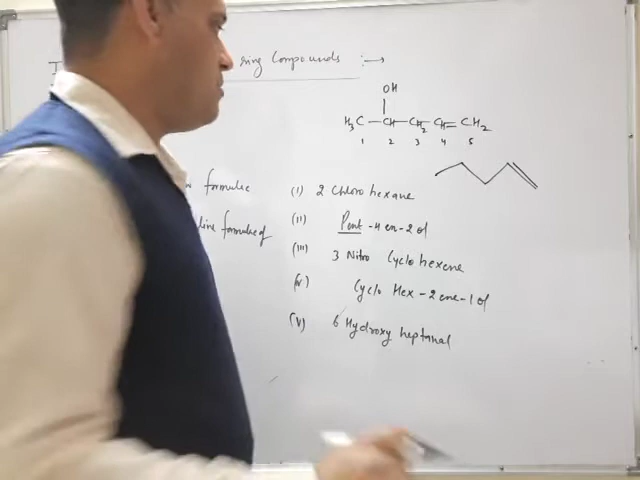 ring Compounds :→
OH
H3C - CH - CH2 - CH = CH2
1 2 3 4 5
formulae (i) 2 Chloro hexane
line formulae of (ii) Pent -4 en-2 ol
(iii) 3 Nitro Cyclo hexene
(iv) Cyclo Hex -2 ene-1 ol
(v) 6 Hydroxy heptanal